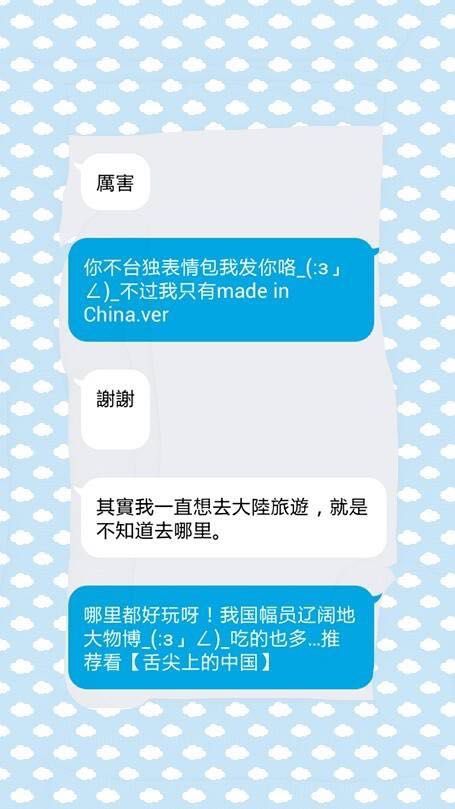 厲害
你不台独表情包我发你咯_(:з」
∠)_不过我只有made in
China.ver
謝謝
其實我一直想去大陸旅遊，就是
不知道去哪里。
哪里都好玩呀！我国幅员辽阔地
大物博_(:з」∠)_吃的也多...推
荐看【舌尖上的中国】